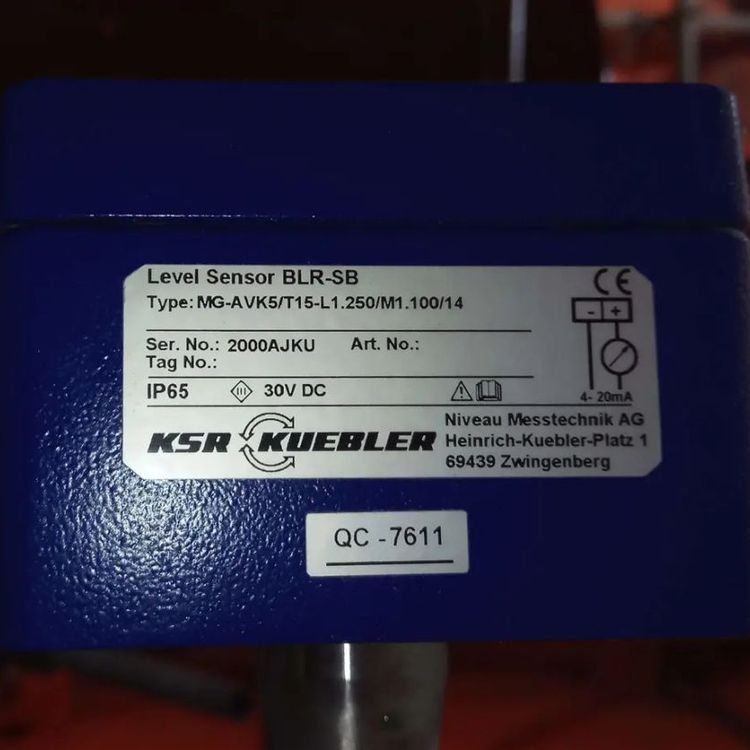 Level Sensor BLR-SB
CE
Type: MG-AVK5/T15-L1.250/M1.100/14
- +
Ser. No.: 2000AJKU Art. No.:
Tag No.:
IP65 III 30V DC
4- 20mA
KSR KUEBLER
Niveau Messtechnik AG
Heinrich-Kuebler-Platz 1
69439 Zwingenberg
QC -7611